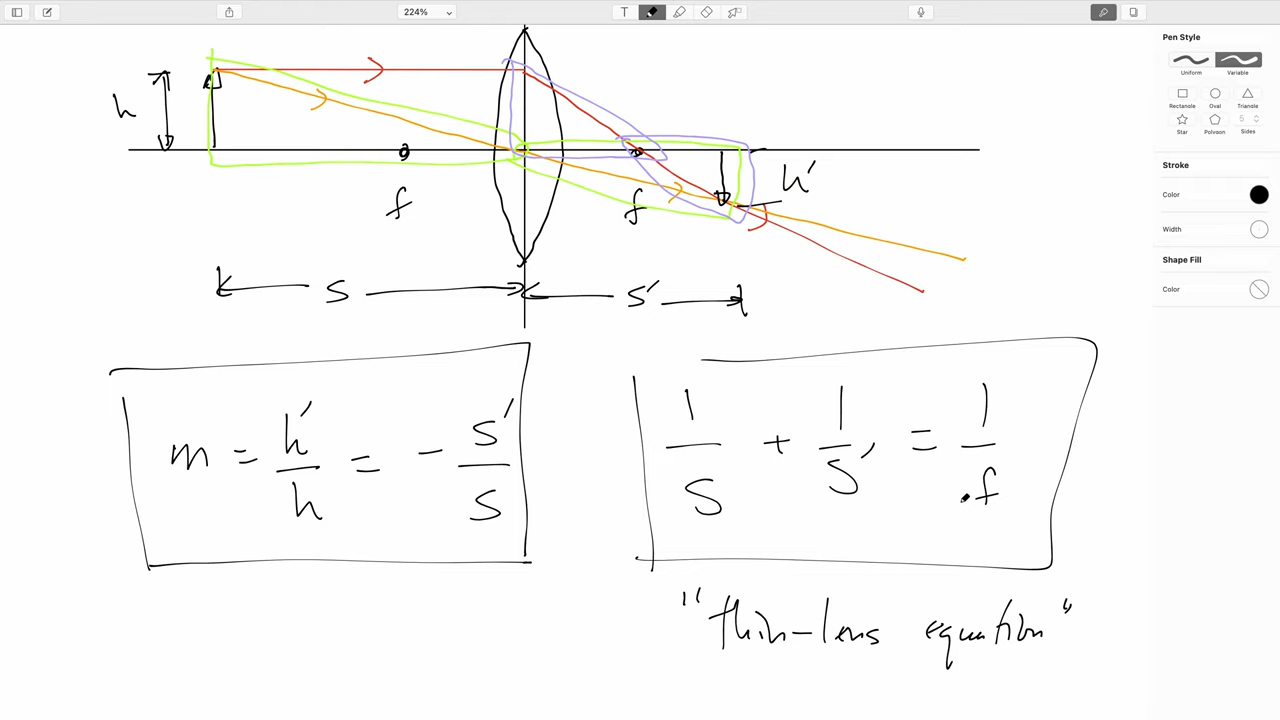 224%
T
Pen Style
Uniform Variable
Rectangle Oval Triangle
Star Polygon 5 Sides
Stroke
Color
Width
Shape Fill
Color
h
h'
f f
s s'
m = h'/h = - s'/s
1/s + 1/s' = 1/f
"thin-lens equation"